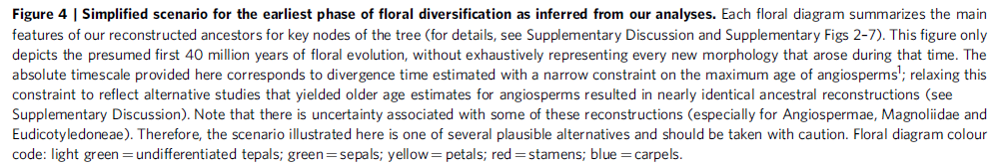 Figure 4 | Simplified scenario for the earliest phase of floral diversification as inferred from our analyses. Each floral diagram summarizes the main
features of our reconstructed ancestors for key nodes of the tree (for details, see Supplementary Discussion and Supplementary Figs 2–7). This figure only
depicts the presumed first 40 million years of floral evolution, without exhaustively representing every new morphology that arose during that time. The
absolute timescale provided here corresponds to divergence time estimated with a narrow constraint on the maximum age of angiosperms1; relaxing this
constraint to reflect alternative studies that yielded older age estimates for angiosperms resulted in nearly identical ancestral reconstructions (see
Supplementary Discussion). Note that there is uncertainty associated with some of these reconstructions (especially for Angiospermae, Magnoliidae and
Eudicotyledoneae). Therefore, the scenario illustrated here is one of several plausible alternatives and should be taken with caution. Floral diagram colour
code: light green = undifferentiated tepals; green = sepals; yellow = petals; red = stamens; blue = carpels.